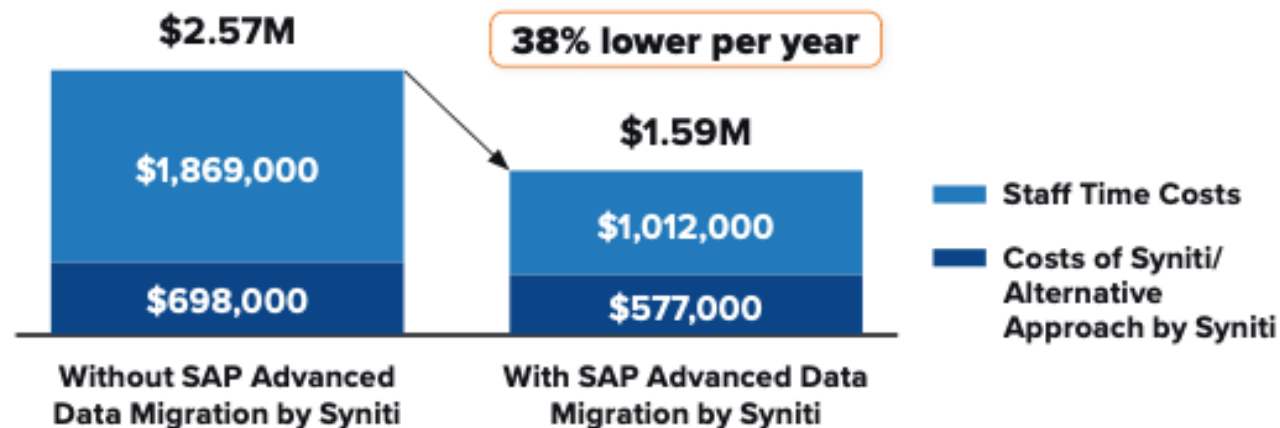 $2.57M
38% lower per year
$1.59M
$1,869,000
$1,012,000
$698,000
$577,000
Staff Time Costs
Costs of Syniti/
Alternative
Approach by Syniti
Without SAP Advanced
Data Migration by Syniti
With SAP Advanced Data
Migration by Syniti